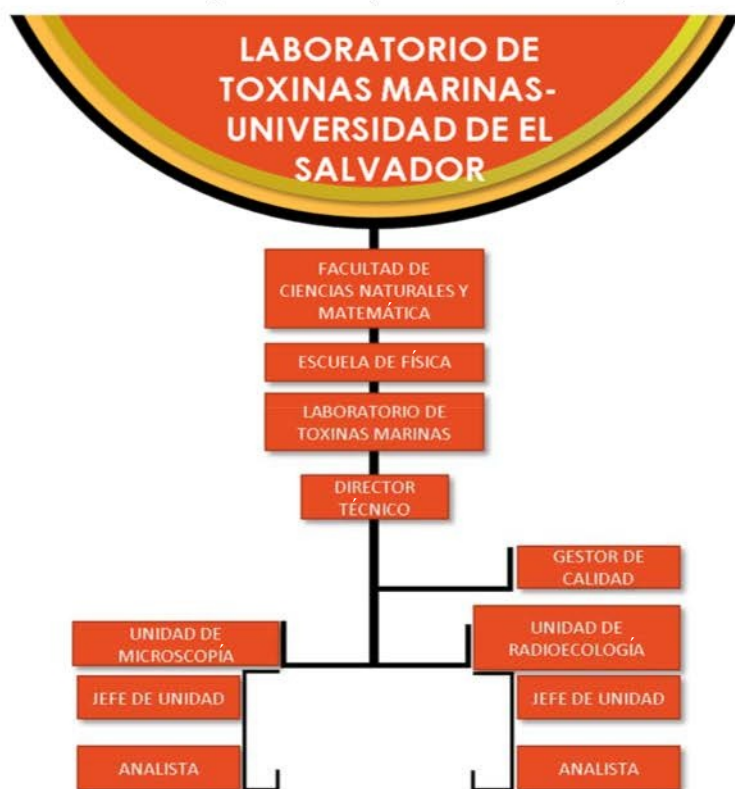 LABORATORIO DE
TOXINAS MARINAS-
UNIVERSIDAD DE EL
SALVADOR
FACULTAD DE
CIENCIAS NATURALES Y
MATEMÁTICA
ESCUELA DE FÍSICA
LABORATORIO DE
TOXINAS MARINAS
DIRECTOR
TÉCNICO
GESTOR DE
CALIDAD
UNIDAD DE
MICROSCOPÍA
UNIDAD DE
RADIOECOLOGÍA
JEFE DE UNIDAD
JEFE DE UNIDAD
ANALISTA
ANALISTA